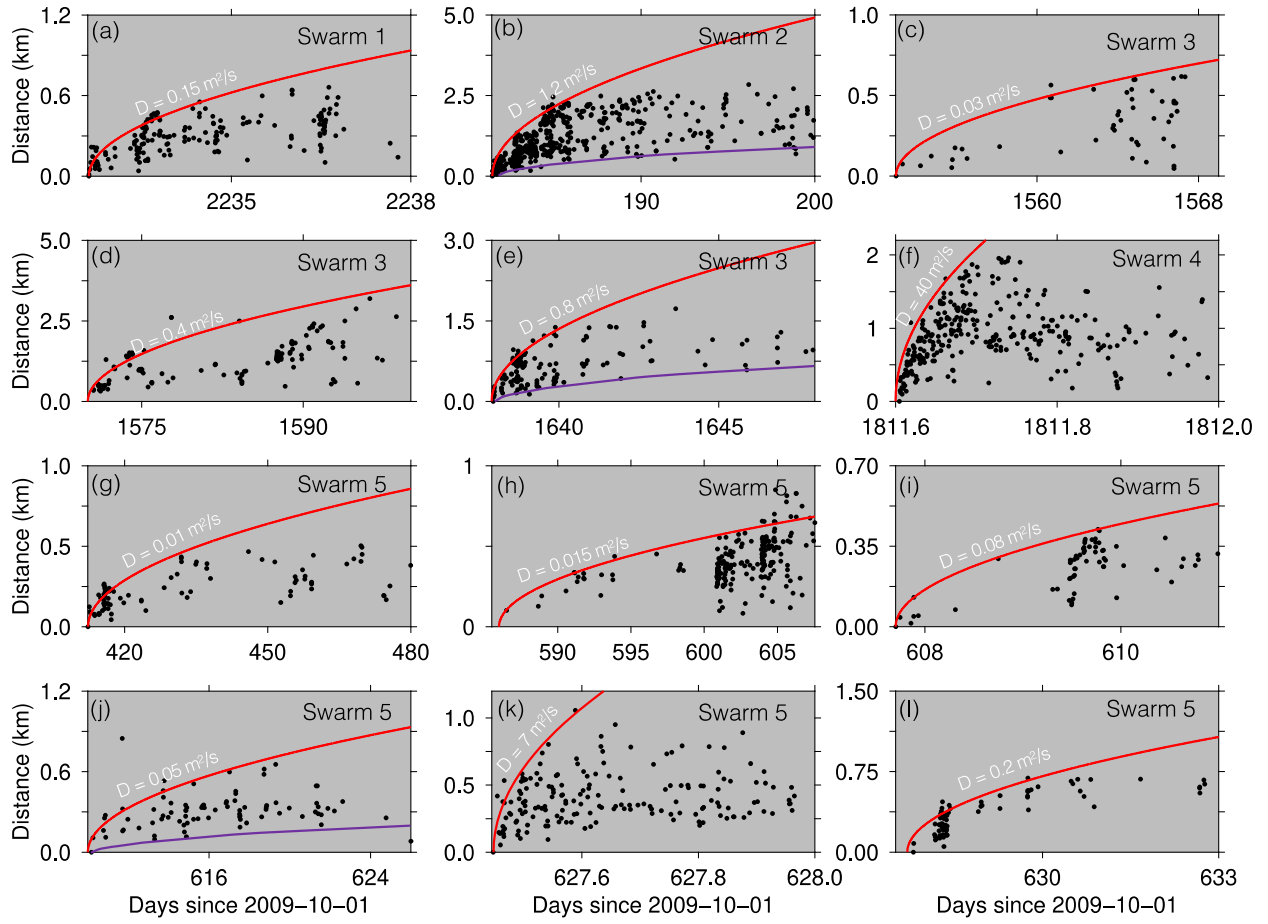 (a) Swarm 1
D = 0.15 m²/s
Distance (km)
1.2
0.6
0.0
2235 2238
(b) Swarm 2
D = 1.2 m²/s
5.0
2.5
0.0
190 200
(c) Swarm 3
D = 0.03 m²/s
1.0
0.5
0.0
1560 1568
(d) Swarm 3
D = 0.4 m²/s
Distance (km)
5.0
2.5
0.0
1575 1590
(e) Swarm 3
D = 0.8 m²/s
3.0
1.5
0.0
1640 1645
(f) Swarm 4
D = 40 m²/s
2
1
0
1811.6 1811.8 1812.0
(g) Swarm 5
D = 0.01 m²/s
Distance (km)
1.0
0.5
0.0
420 450 480
(h) Swarm 5
D = 0.015 m²/s
1
0
590 595 600 605
(i) Swarm 5
D = 0.08 m²/s
0.70
0.35
0.00
608 610
(j) Swarm 5
D = 0.05 m²/s
Distance (km)
1.2
0.6
0.0
616 624
Days since 2009–10–01
(k) Swarm 5
D = 7 m²/s
1.0
0.5
0.0
627.6 627.8 628.0
Days since 2009–10–01
(l) Swarm 5
D = 0.2 m²/s
1.50
0.75
0.00
630 633
Days since 2009–10–01